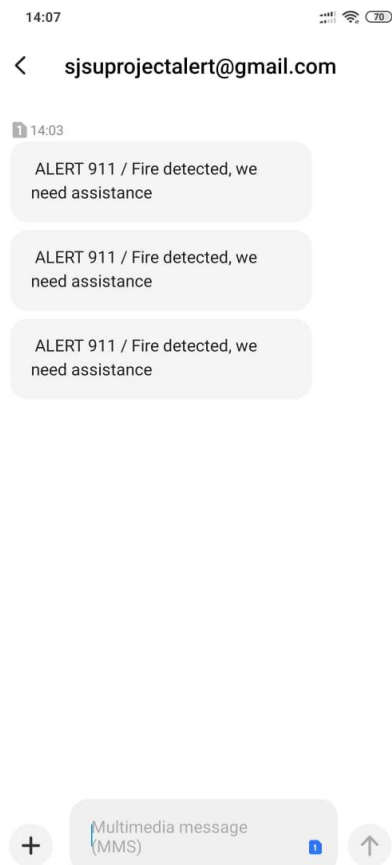 14:07
70
sjsuprojectalert@gmail.com
1 14:03
ALERT 911 / Fire detected, we
need assistance
ALERT 911 / Fire detected, we
need assistance
ALERT 911 / Fire detected, we
need assistance
Multimedia message
(MMS)
1